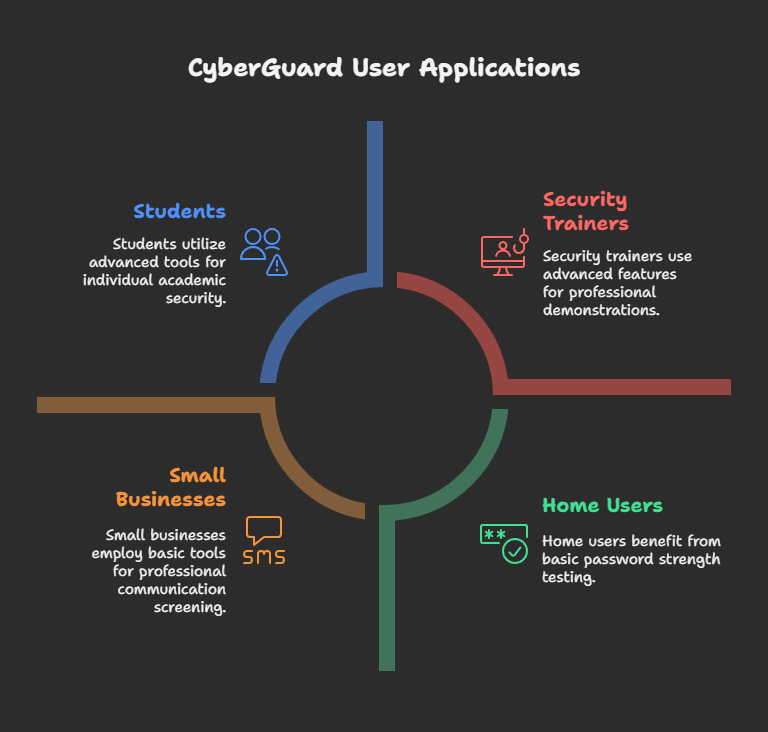 CyberGuard User Applications
Students
Students utilize
advanced tools for
individual academic
security.
Security
Trainers
Security trainers use
advanced features
for professional
demonstrations.
Small
Businesses
Small businesses
employ basic tools
for professional
communication
screening.
SMS
Home Users
**
Home users benefit from
basic password strength
testing.